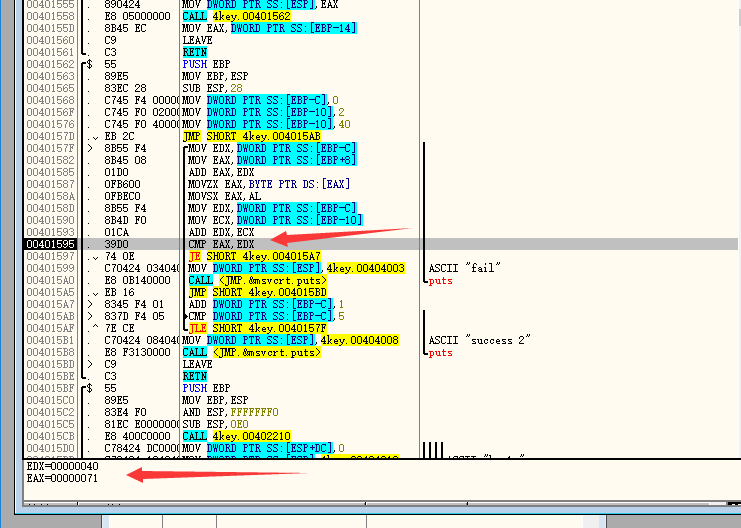 00401555 . 890424 MOV DWORD PTR SS:[ESP],EAX
00401558 . E8 05000000 CALL 4key.00401562
0040155D . 8B45 EC MOV EAX,DWORD PTR SS:[EBP-14]
00401560 . C9 LEAVE
00401561 . C3 RETN
00401562 $ 55 PUSH EBP
00401563 . 89E5 MOV EBP,ESP
00401565 . 83EC 28 SUB ESP,28
00401568 . C745 F4 00000 MOV DWORD PTR SS:[EBP-C],0
0040156F . C745 F0 02000 MOV DWORD PTR SS:[EBP-10],2
00401576 . C745 F0 40000 MOV DWORD PTR SS:[EBP-10],40
0040157D . EB 2C JMP SHORT 4key.004015AB
0040157F > 8B55 F4 MOV EDX,DWORD PTR SS:[EBP-C]
00401582 . 8B45 08 MOV EAX,DWORD PTR SS:[EBP+8]
00401585 . 01D0 ADD EAX,EDX
00401587 . 0FB600 MOVZX EAX,BYTE PTR DS:[EAX]
0040158A . 0FBEC0 MOVSX EAX,AL
0040158D . 8B55 F4 MOV EDX,DWORD PTR SS:[EBP-C]
00401590 . 8B4D F0 MOV ECX,DWORD PTR SS:[EBP-10]
00401593 . 01CA ADD EDX,ECX
00401595 . 39D0 CMP EAX,EDX
00401597 . 74 0E JE SHORT 4key.004015A7
00401599 . C70424 034040 MOV DWORD PTR SS:[ESP],4key.00404003 ASCII "fail"
004015A0 . E8 0B140000 CALL <JMP.&msvcrt.puts> puts
004015A5 . EB 16 JMP SHORT 4key.004015BD
004015A7 > 8345 F4 01 ADD DWORD PTR SS:[EBP-C],1
004015AB > 837D F4 05 CMP DWORD PTR SS:[EBP-C],5
004015AF .^ 7E CE JLE SHORT 4key.0040157F
004015B1 . C70424 084040 MOV DWORD PTR SS:[ESP],4key.00404008 ASCII "success 2"
004015B8 . E8 F3130000 CALL <JMP.&msvcrt.puts> puts
004015BD > C9 LEAVE
004015BE . C3 RETN
004015BF $ 55 PUSH EBP
004015C0 . 89E5 MOV EBP,ESP
004015C2 . 83E4 F0 AND ESP,FFFFFFF0
004015C5 . 81EC E0000000 SUB ESP,0E0
004015CB . E8 400C0000 CALL 4key.00402210
004015D0 . C78424 DC0000 MOV DWORD PTR SS:[ESP+DC],0
EDX=00000040
EAX=00000071